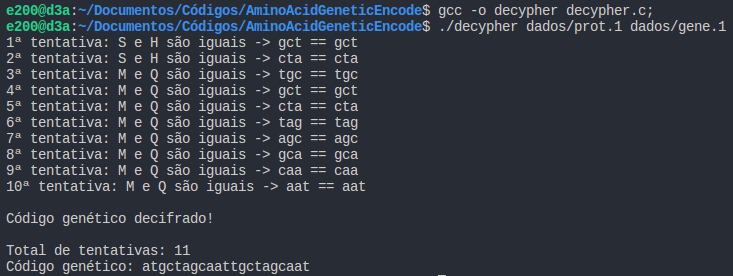 e200@d3a:~/Documentos/Códigos/AminoAcidGeneticEncode$ gcc -o decypher decypher.c;
e200@d3a:~/Documentos/Códigos/AminoAcidGeneticEncode$ ./decypher dados/prot.1 dados/gene.1
1ª tentativa: S e H são iguais -> gct == gct
2ª tentativa: S e H são iguais -> cta == cta
3ª tentativa: M e Q são iguais -> tgc == tgc
4ª tentativa: M e Q são iguais -> gct == gct
5ª tentativa: M e Q são iguais -> cta == cta
6ª tentativa: M e Q são iguais -> tag == tag
7ª tentativa: M e Q são iguais -> agc == agc
8ª tentativa: M e Q são iguais -> gca == gca
9ª tentativa: M e Q são iguais -> caa == caa
10ª tentativa: M e Q são iguais -> aat == aat
Código genético decifrado!
Total de tentativas: 11
Código genético: atgctagcaattgctagcaat